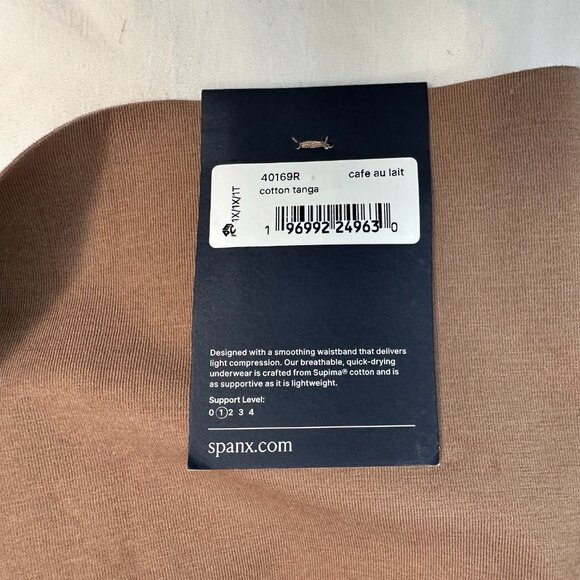 40169R cafe au lait
cotton tanga
1X/1X/1T
1 96992 24963 0
Designed with a smoothing waistband that delivers
light compression. Our breathable, quick-drying
underwear is crafted from Supima® cotton and is
as supportive as it is lightweight.
Support Level:
0 1 2 3 4
spanx.com